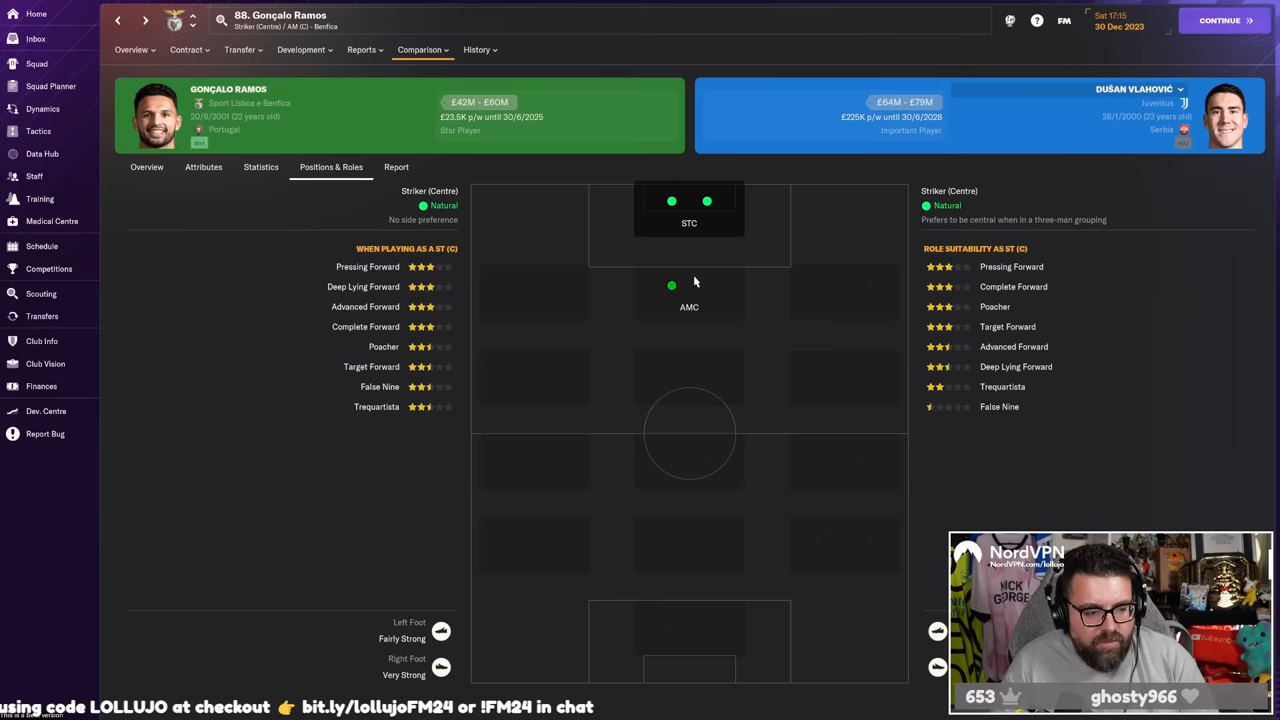 Home
Inbox
Squad
Squad Planner
Dynamics
Tactics
Data Hub
Staff
Training
Medical Centre
Schedule
Competitions
Scouting
Transfers
Club Info
Club Vision
Finances
Dev. Centre
Report Bug
88. Gonçalo Ramos
Striker (Centre) / AM (C) - Benfica
?
FM
Sat 17:15
30 Dec 2023
CONTINUE
Overview
Contract
Transfer
Development
Reports
Comparison
History
GONÇALO RAMOS
Sport Lisboa e Benfica
20/6/2001 (22 years old)
Portugal
Wnt
£42M - £60M
£23.5K p/w until 30/6/2025
Star Player
£64M - £79M
£225K p/w until 30/6/2028
Important Player
DUŠAN VLAHOVIĆ
Juventus
28/1/2000 (23 years old)
Serbia
Overview
Attributes
Statistics
Positions & Roles
Report
Striker (Centre)
Natural
No side preference
WHEN PLAYING AS A ST (C)
Pressing Forward
Deep Lying Forward
Advanced Forward
Complete Forward
Poacher
Target Forward
False Nine
Trequartista
Left Foot
Fairly Strong
Right Foot
Very Strong
STC
AMC
Striker (Centre)
Natural
Prefers to be central when in a three-man grouping
ROLE SUITABILITY AS ST (C)
Pressing Forward
Complete Forward
Poacher
Target Forward
Advanced Forward
Deep Lying Forward
Trequartista
False Nine
NordVPN
NordVPN.com/lollujo
NICK
GEORGE
653
ghosty966
using code LOLLUJO at checkout 👉 bit.ly/lollujoFM24 or !FM24 in chat